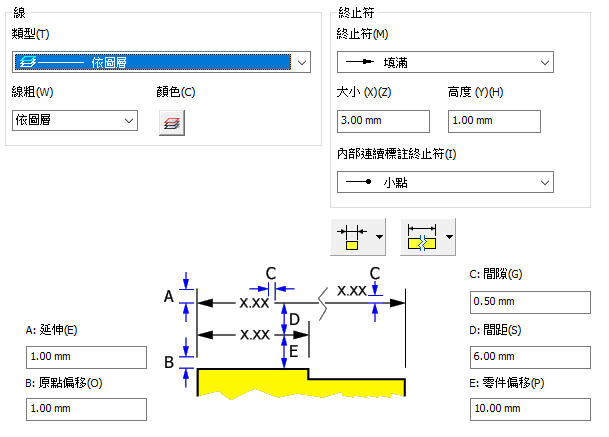 線
類型(T)
依圖層
線粗(W)
顏色(C)
依圖層
終止符
終止符(M)
填滿
大小 (X)(Z)
高度 (Y)(H)
3.00 mm
1.00 mm
內部連續標註終止符(I)
小點
C
C
A
X.XX
X.XX
D
X.XX
B
E
A: 延伸(E)
1.00 mm
B: 原點偏移(O)
1.00 mm
C: 間隙(G)
0.50 mm
D: 間距(S)
6.00 mm
E: 零件偏移(P)
10.00 mm